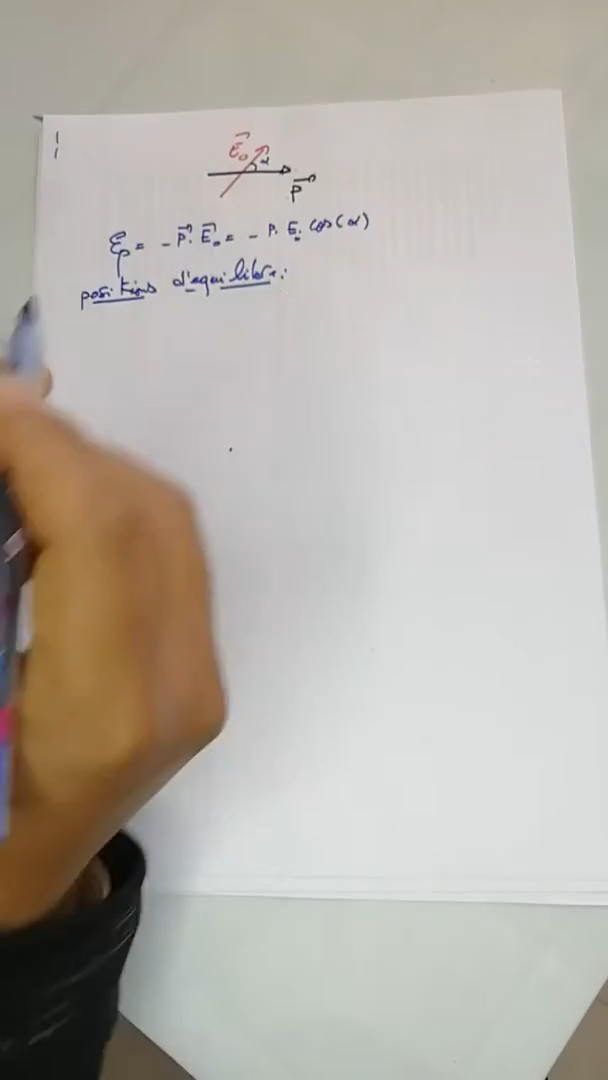 E⃗₀
α
P⃗
Ep = - P⃗. E⃗₀ = - P. E₀ cos(α)
positions d'equilibre: